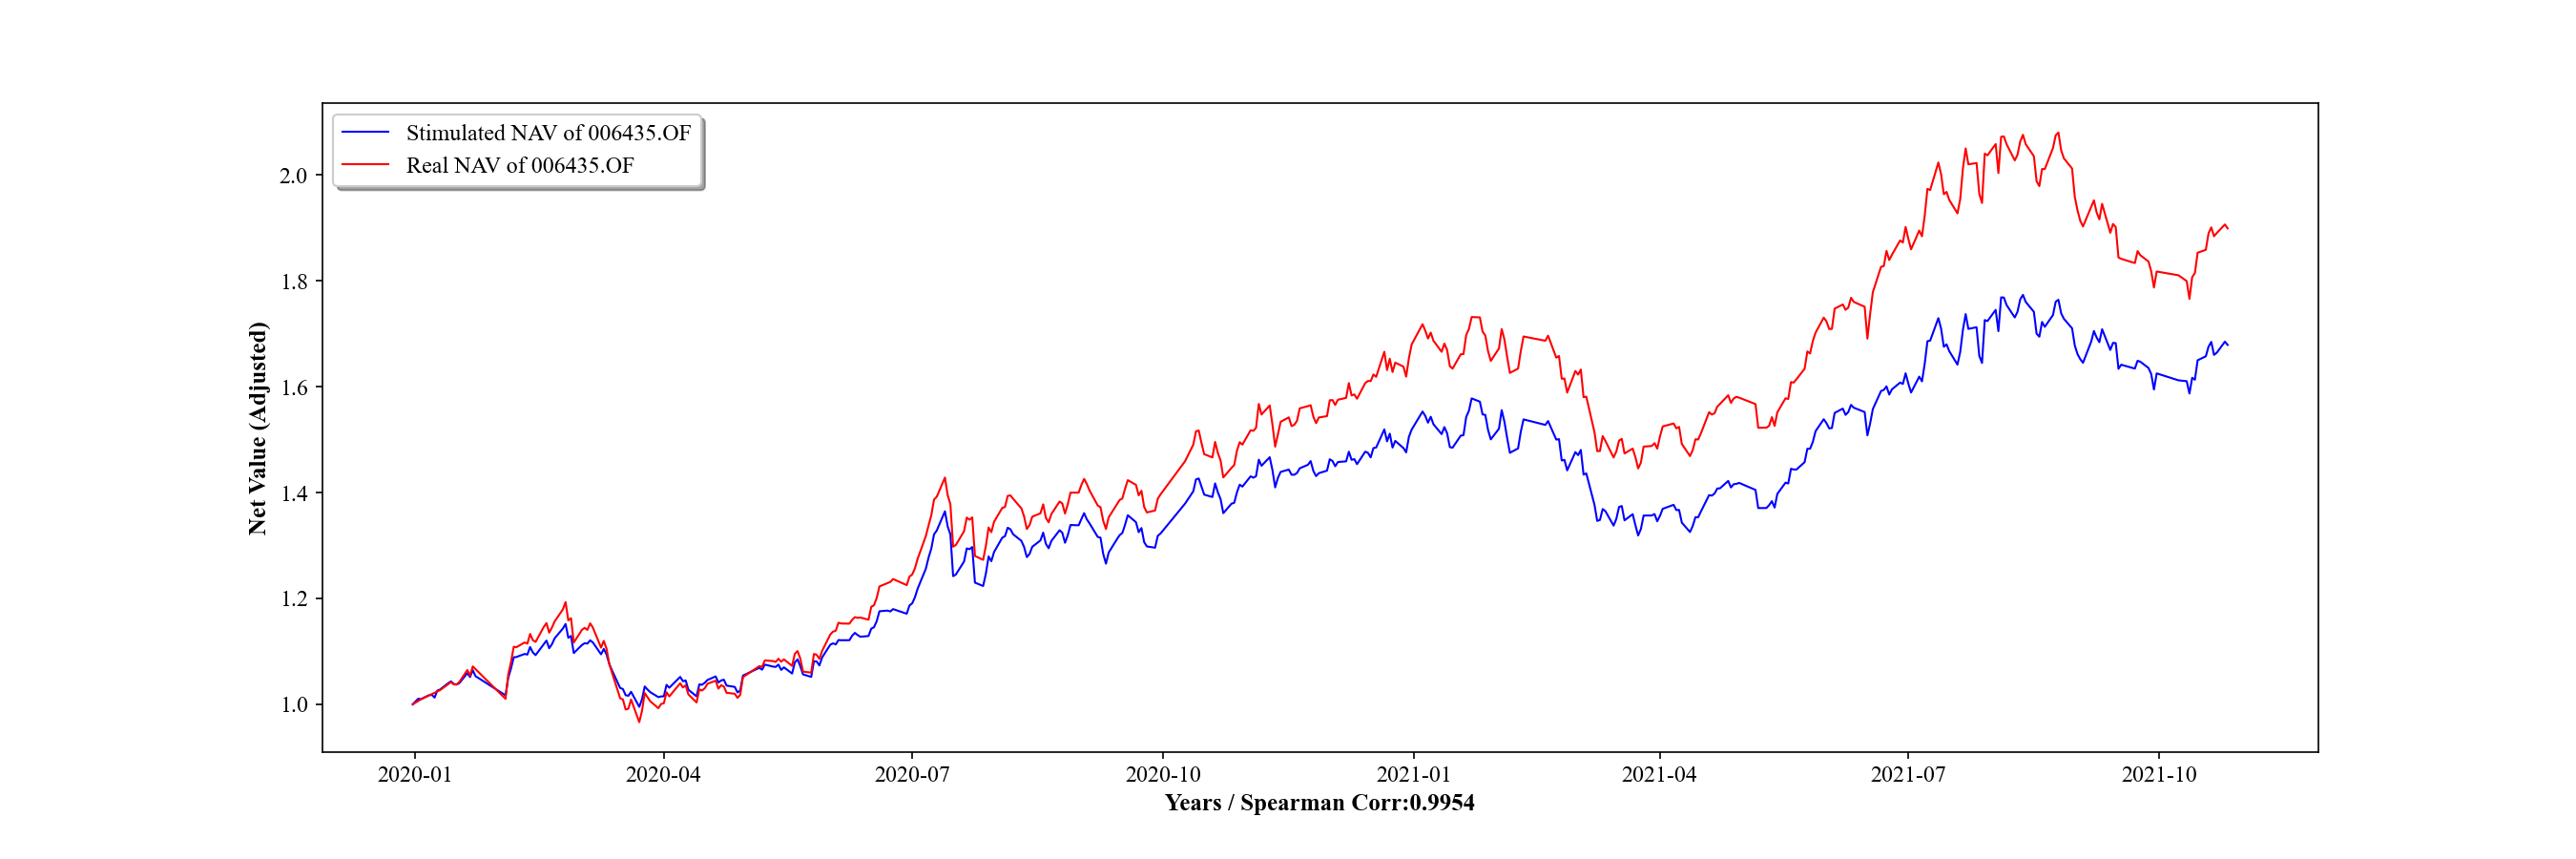 Stimulated NAV of 006435.OF
Real NAV of 006435.OF
Net Value (Adjusted)
2.0
1.8
1.6
1.4
1.2
1.0
2020-01 2020-04 2020-07 2020-10 2021-01 2021-04 2021-07 2021-10
Years / Spearman Corr:0.9954